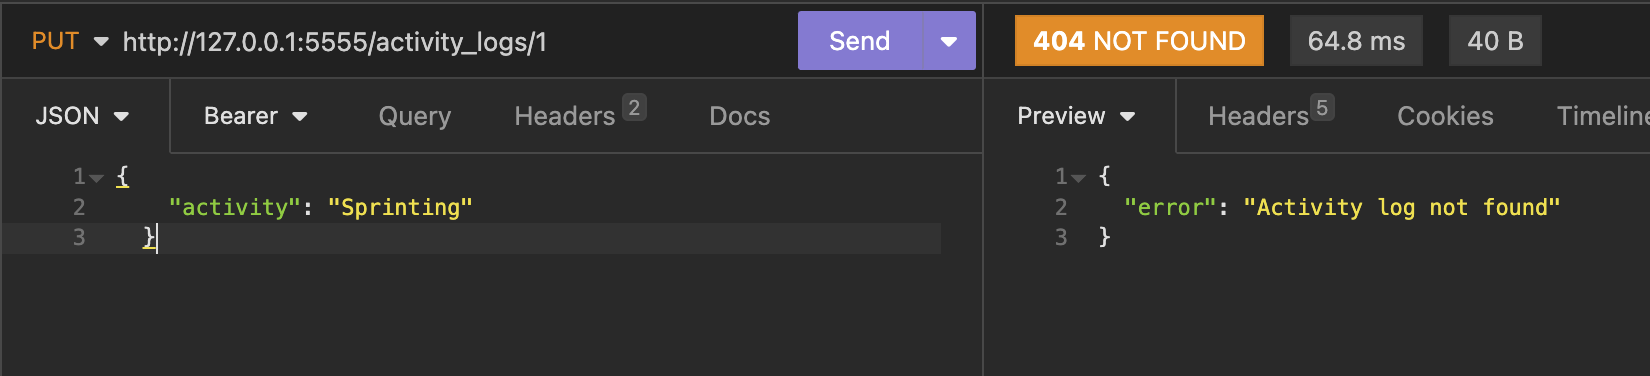 PUT http://127.0.0.1:5555/activity_logs/1 Send
404 NOT FOUND 64.8 ms 40 B
JSON Bearer Query Headers 2 Docs
Preview Headers 5 Cookies Timeline
1 {
2 "activity": "Sprinting"
3 }
1 {
2 "error": "Activity log not found"
3 }